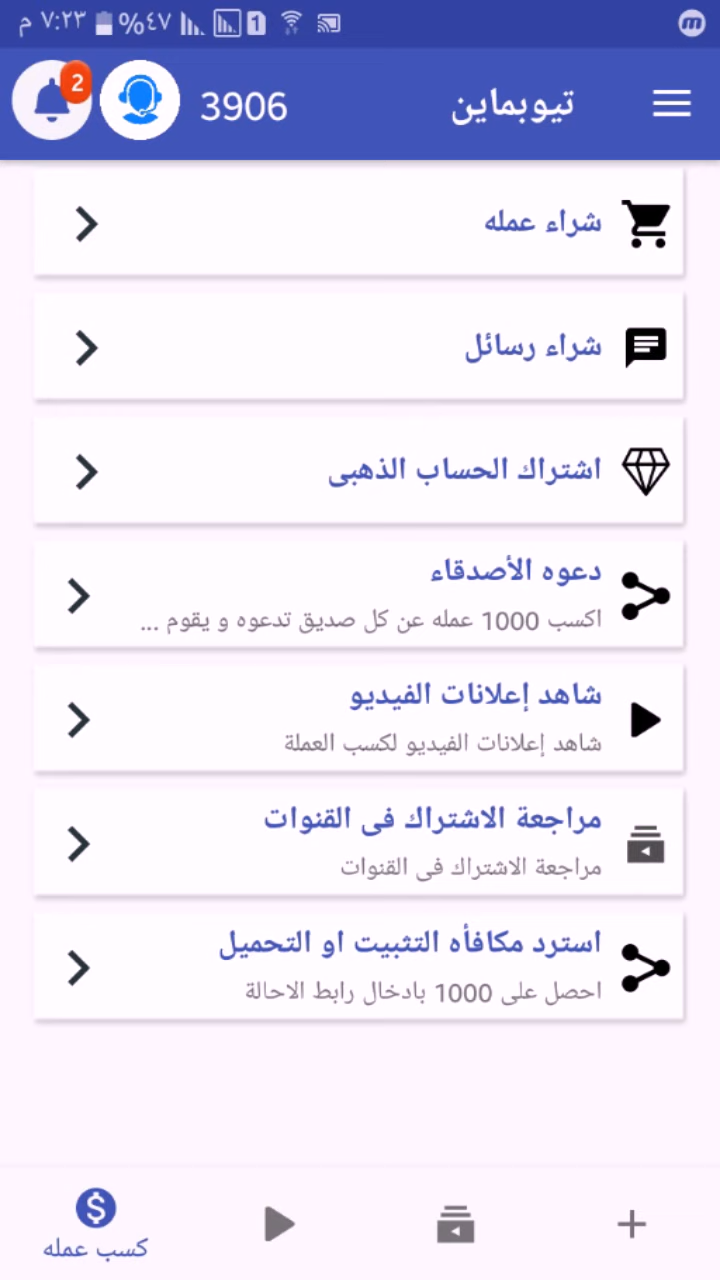 ٧:٢٣ م ٤٧% 1
تيوبماين 3906 2
شراء عمله
شراء رسائل
اشتراك الحساب الذهبى
دعوه الأصدقاء
اكسب 1000 عمله عن كل صديق تدعوه و يقوم ...
شاهد إعلانات الفيديو
شاهد إعلانات الفيديو لكسب العملة
مراجعة الاشتراك فى القنوات
مراجعة الاشتراك فى القنوات
استرد مكافأه التثبيت او التحميل
احصل على 1000 بادخال رابط الاحالة
كسب عمله